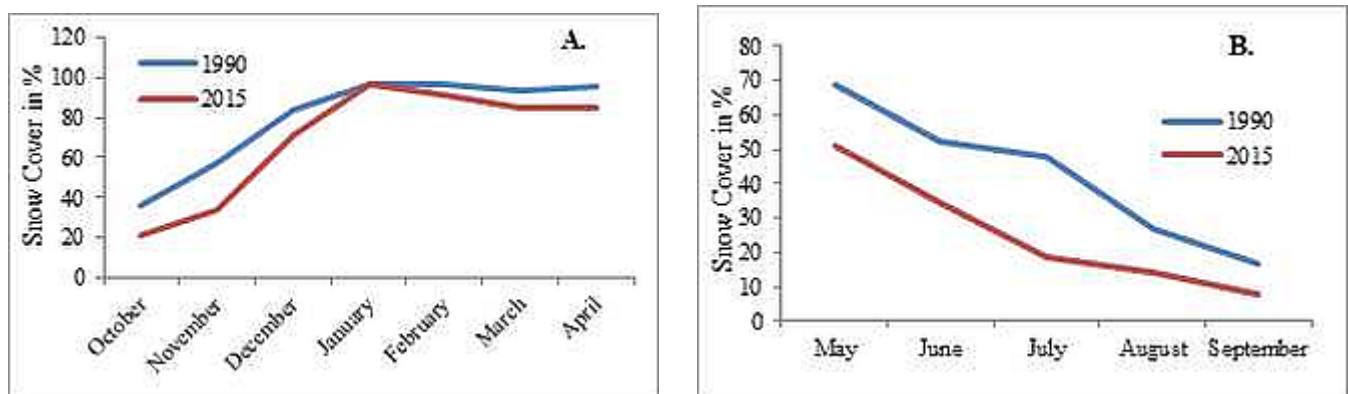 A.
Snow Cover in %
120
100
80
60
40
20
0
1990
2015
October
November
December
January
February
March
April
B.
Snow Cover in %
80
70
60
50
40
30
20
10
0
1990
2015
May
June
July
August
September